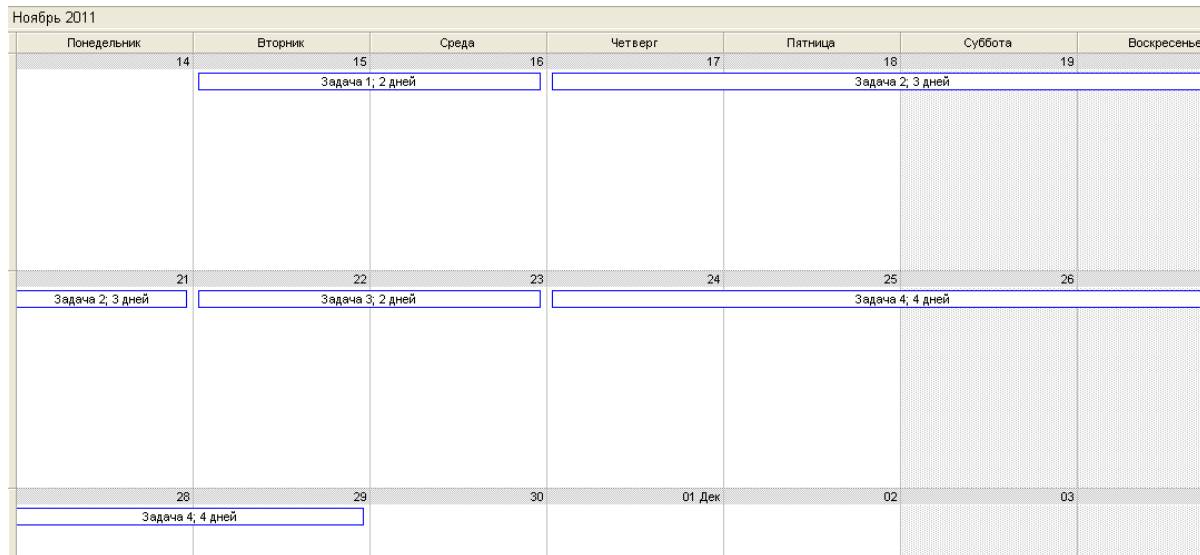 Ноябрь 2011
Понедельник Вторник Среда Четверг Пятница Суббота Воскресенье
14 15 16 17 18 19
Задача 1; 2 дней Задача 2; 3 дней
21 22 23 24 25 26
Задача 2; 3 дней Задача 3; 2 дней Задача 4; 4 дней
28 29 30 01 Дек 02 03
Задача 4; 4 дней